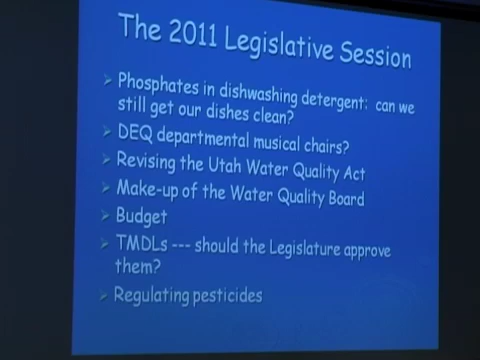 The 2011 Legislative Session
Phosphates in dishwashing detergent: can we
still get our dishes clean?
DEQ departmental musical chairs?
Revising the Utah Water Quality Act
Make-up of the Water Quality Board
Budget
TMDLs --- should the Legislature approve
them?
Regulating pesticides